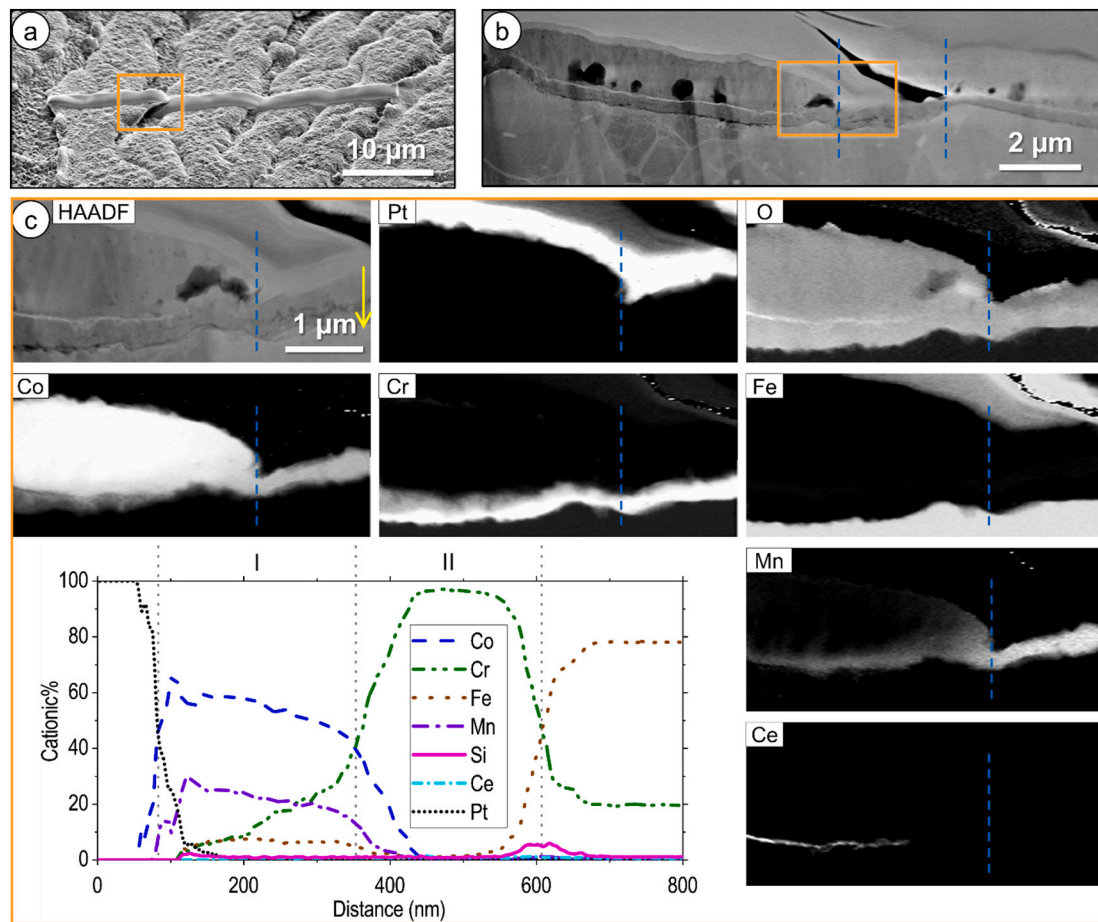 a
10 µm
b
2 µm
c
HAADF
1 µm
Pt
O
Co
Cr
Fe
Mn
Ce
I
II
100
80
60
40
20
0
Cationic%
Co
Cr
Fe
Mn
Si
Ce
Pt
0
200
400
600
800
Distance (nm)